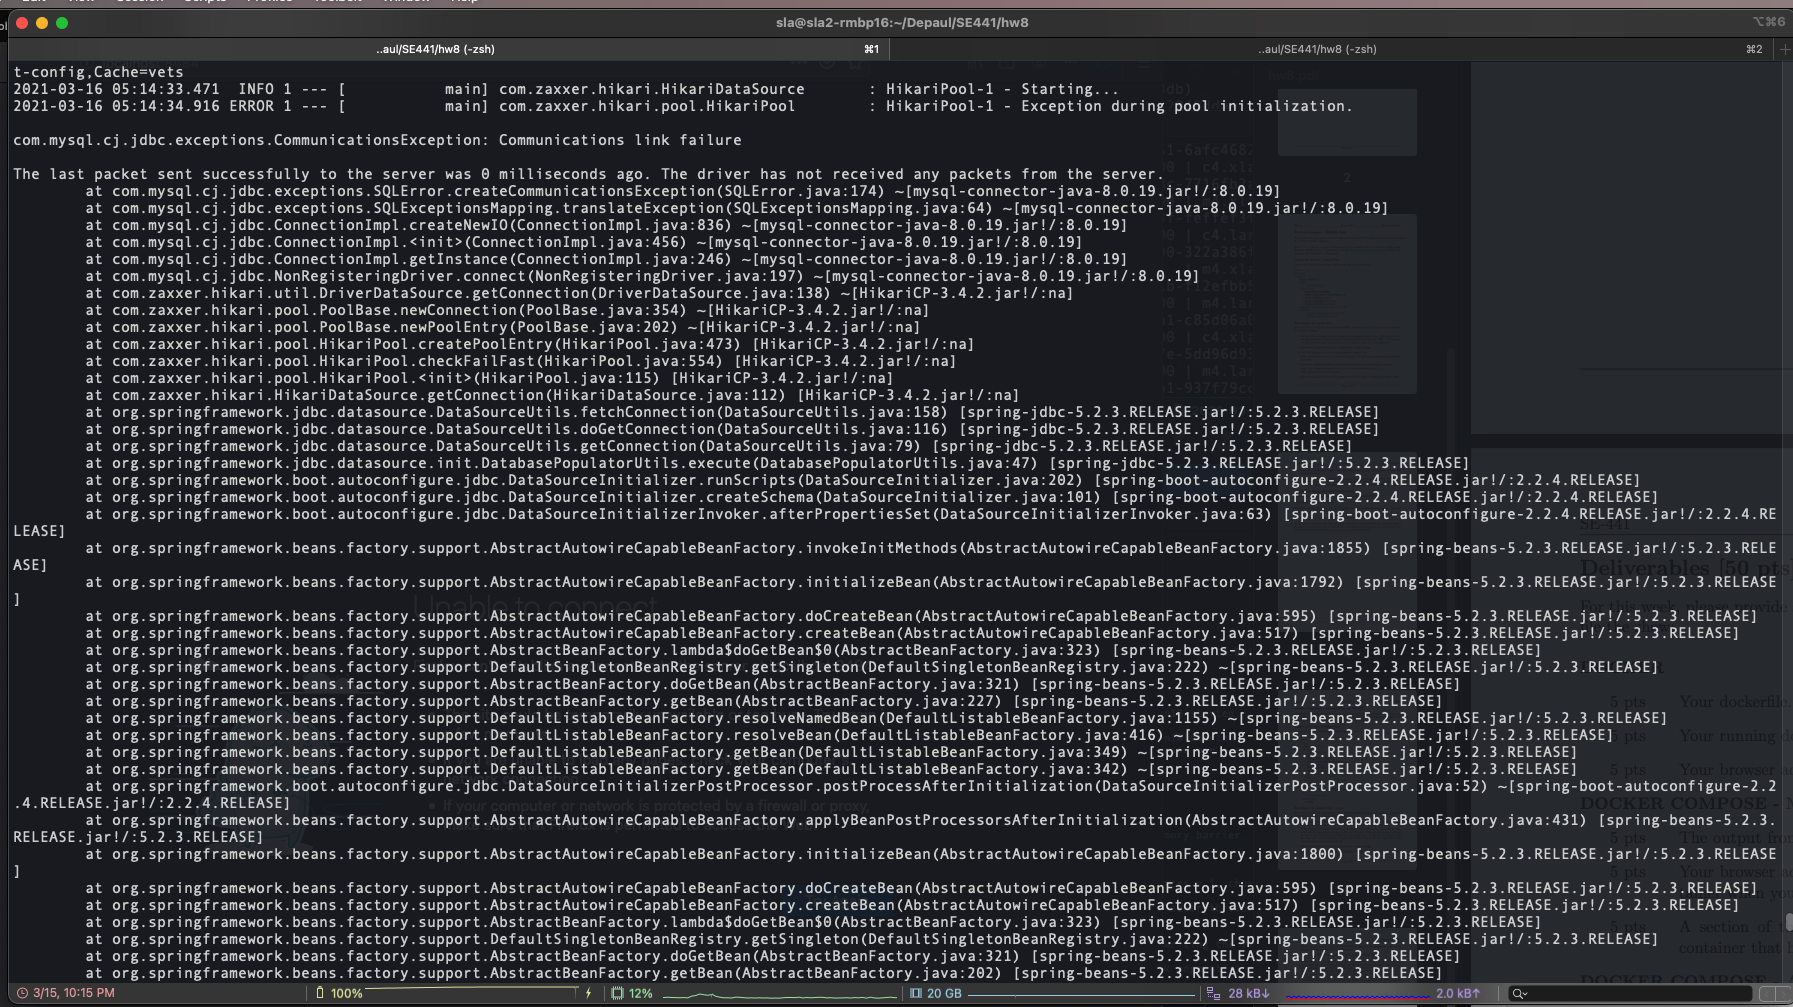 Edit View Session Scripts Profiles Toolbelt Window Help
sla@sla2-rmbp16:~/Depaul/SE441/hw8
⌥⌘6
..aul/SE441/hw8 (-zsh) ⌘1 ..aul/SE441/hw8 (-zsh) ⌘2
t-config,Cache=vets
2021-03-16 05:14:33.471  INFO 1 --- [           main] com.zaxxer.hikari.HikariDataSource       : HikariPool-1 - Starting...
2021-03-16 05:14:34.916 ERROR 1 --- [           main] com.zaxxer.hikari.pool.HikariPool        : HikariPool-1 - Exception during pool initialization.
com.mysql.cj.jdbc.exceptions.CommunicationsException: Communications link failure
The last packet sent successfully to the server was 0 milliseconds ago. The driver has not received any packets from the server.
at com.mysql.cj.jdbc.exceptions.SQLError.createCommunicationsException(SQLError.java:174) ~[mysql-connector-java-8.0.19.jar!/:8.0.19]
at com.mysql.cj.jdbc.exceptions.SQLExceptionsMapping.translateException(SQLExceptionsMapping.java:64) ~[mysql-connector-java-8.0.19.jar!/:8.0.19]
at com.mysql.cj.jdbc.ConnectionImpl.createNewIO(ConnectionImpl.java:836) ~[mysql-connector-java-8.0.19.jar!/:8.0.19]
at com.mysql.cj.jdbc.ConnectionImpl.<init>(ConnectionImpl.java:456) ~[mysql-connector-java-8.0.19.jar!/:8.0.19]
at com.mysql.cj.jdbc.ConnectionImpl.getInstance(ConnectionImpl.java:246) ~[mysql-connector-java-8.0.19.jar!/:8.0.19]
at com.mysql.cj.jdbc.NonRegisteringDriver.connect(NonRegisteringDriver.java:197) ~[mysql-connector-java-8.0.19.jar!/:8.0.19]
at com.zaxxer.hikari.util.DriverDataSource.getConnection(DriverDataSource.java:138) ~[HikariCP-3.4.2.jar!/:na]
at com.zaxxer.hikari.pool.PoolBase.newConnection(PoolBase.java:354) ~[HikariCP-3.4.2.jar!/:na]
at com.zaxxer.hikari.pool.PoolBase.newPoolEntry(PoolBase.java:202) ~[HikariCP-3.4.2.jar!/:na]
at com.zaxxer.hikari.pool.HikariPool.createPoolEntry(HikariPool.java:473) [HikariCP-3.4.2.jar!/:na]
at com.zaxxer.hikari.pool.HikariPool.checkFailFast(HikariPool.java:554) [HikariCP-3.4.2.jar!/:na]
at com.zaxxer.hikari.pool.HikariPool.<init>(HikariPool.java:115) [HikariCP-3.4.2.jar!/:na]
at com.zaxxer.hikari.HikariDataSource.getConnection(HikariDataSource.java:112) [HikariCP-3.4.2.jar!/:na]
at org.springframework.jdbc.datasource.DataSourceUtils.fetchConnection(DataSourceUtils.java:158) [spring-jdbc-5.2.3.RELEASE.jar!/:5.2.3.RELEASE]
at org.springframework.jdbc.datasource.DataSourceUtils.doGetConnection(DataSourceUtils.java:116) [spring-jdbc-5.2.3.RELEASE.jar!/:5.2.3.RELEASE]
at org.springframework.jdbc.datasource.DataSourceUtils.getConnection(DataSourceUtils.java:79) [spring-jdbc-5.2.3.RELEASE.jar!/:5.2.3.RELEASE]
at org.springframework.jdbc.datasource.init.DatabasePopulatorUtils.execute(DatabasePopulatorUtils.java:47) [spring-jdbc-5.2.3.RELEASE.jar!/:5.2.3.RELEASE]
at org.springframework.boot.autoconfigure.jdbc.DataSourceInitializer.runScripts(DataSourceInitializer.java:202) [spring-boot-autoconfigure-2.2.4.RELEASE.jar!/:2.2.4.RELEASE]
at org.springframework.boot.autoconfigure.jdbc.DataSourceInitializer.createSchema(DataSourceInitializer.java:101) [spring-boot-autoconfigure-2.2.4.RELEASE.jar!/:2.2.4.RELEASE]
at org.springframework.boot.autoconfigure.jdbc.DataSourceInitializerInvoker.afterPropertiesSet(DataSourceInitializerInvoker.java:63) [spring-boot-autoconfigure-2.2.4.RELEASE.jar!/:2.2.4.RE
LEASE]
at org.springframework.beans.factory.support.AbstractAutowireCapableBeanFactory.invokeInitMethods(AbstractAutowireCapableBeanFactory.java:1855) [spring-beans-5.2.3.RELEASE.jar!/:5.2.3.RELE
ASE]
at org.springframework.beans.factory.support.AbstractAutowireCapableBeanFactory.initializeBean(AbstractAutowireCapableBeanFactory.java:1792) [spring-beans-5.2.3.RELEASE.jar!/:5.2.3.RELEASE
]
at org.springframework.beans.factory.support.AbstractAutowireCapableBeanFactory.doCreateBean(AbstractAutowireCapableBeanFactory.java:595) [spring-beans-5.2.3.RELEASE.jar!/:5.2.3.RELEASE]
at org.springframework.beans.factory.support.AbstractAutowireCapableBeanFactory.createBean(AbstractAutowireCapableBeanFactory.java:517) [spring-beans-5.2.3.RELEASE.jar!/:5.2.3.RELEASE]
at org.springframework.beans.factory.support.AbstractBeanFactory.lambda$doGetBean$0(AbstractBeanFactory.java:323) [spring-beans-5.2.3.RELEASE.jar!/:5.2.3.RELEASE]
at org.springframework.beans.factory.support.DefaultSingletonBeanRegistry.getSingleton(DefaultSingletonBeanRegistry.java:222) ~[spring-beans-5.2.3.RELEASE.jar!/:5.2.3.RELEASE]
at org.springframework.beans.factory.support.AbstractBeanFactory.doGetBean(AbstractBeanFactory.java:321) [spring-beans-5.2.3.RELEASE.jar!/:5.2.3.RELEASE]
at org.springframework.beans.factory.support.AbstractBeanFactory.getBean(AbstractBeanFactory.java:227) [spring-beans-5.2.3.RELEASE.jar!/:5.2.3.RELEASE]
at org.springframework.beans.factory.support.DefaultListableBeanFactory.resolveNamedBean(DefaultListableBeanFactory.java:1155) ~[spring-beans-5.2.3.RELEASE.jar!/:5.2.3.RELEASE]
at org.springframework.beans.factory.support.DefaultListableBeanFactory.resolveBean(DefaultListableBeanFactory.java:416) ~[spring-beans-5.2.3.RELEASE.jar!/:5.2.3.RELEASE]
at org.springframework.beans.factory.support.DefaultListableBeanFactory.getBean(DefaultListableBeanFactory.java:349) ~[spring-beans-5.2.3.RELEASE.jar!/:5.2.3.RELEASE]
at org.springframework.beans.factory.support.DefaultListableBeanFactory.getBean(DefaultListableBeanFactory.java:342) ~[spring-beans-5.2.3.RELEASE.jar!/:5.2.3.RELEASE]
at org.springframework.boot.autoconfigure.jdbc.DataSourceInitializerPostProcessor.postProcessAfterInitialization(DataSourceInitializerPostProcessor.java:52) ~[spring-boot-autoconfigure-2.2
.4.RELEASE.jar!/:2.2.4.RELEASE]
at org.springframework.beans.factory.support.AbstractAutowireCapableBeanFactory.applyBeanPostProcessorsAfterInitialization(AbstractAutowireCapableBeanFactory.java:431) [spring-beans-5.2.3.
RELEASE.jar!/:5.2.3.RELEASE]
at org.springframework.beans.factory.support.AbstractAutowireCapableBeanFactory.initializeBean(AbstractAutowireCapableBeanFactory.java:1800) [spring-beans-5.2.3.RELEASE.jar!/:5.2.3.RELEASE
]
at org.springframework.beans.factory.support.AbstractAutowireCapableBeanFactory.doCreateBean(AbstractAutowireCapableBeanFactory.java:595) [spring-beans-5.2.3.RELEASE.jar!/:5.2.3.RELEASE]
at org.springframework.beans.factory.support.AbstractAutowireCapableBeanFactory.createBean(AbstractAutowireCapableBeanFactory.java:517) [spring-beans-5.2.3.RELEASE.jar!/:5.2.3.RELEASE]
at org.springframework.beans.factory.support.AbstractBeanFactory.lambda$doGetBean$0(AbstractBeanFactory.java:323) [spring-beans-5.2.3.RELEASE.jar!/:5.2.3.RELEASE]
at org.springframework.beans.factory.support.DefaultSingletonBeanRegistry.getSingleton(DefaultSingletonBeanRegistry.java:222) ~[spring-beans-5.2.3.RELEASE.jar!/:5.2.3.RELEASE]
at org.springframework.beans.factory.support.AbstractBeanFactory.doGetBean(AbstractBeanFactory.java:321) [spring-beans-5.2.3.RELEASE.jar!/:5.2.3.RELEASE]
at org.springframework.beans.factory.support.AbstractBeanFactory.getBean(AbstractBeanFactory.java:202) [spring-beans-5.2.3.RELEASE.jar!/:5.2.3.RELEASE]
3/15, 10:15 PM 100% 12% 20 GB 28 kB↓ 2.0 kB↑